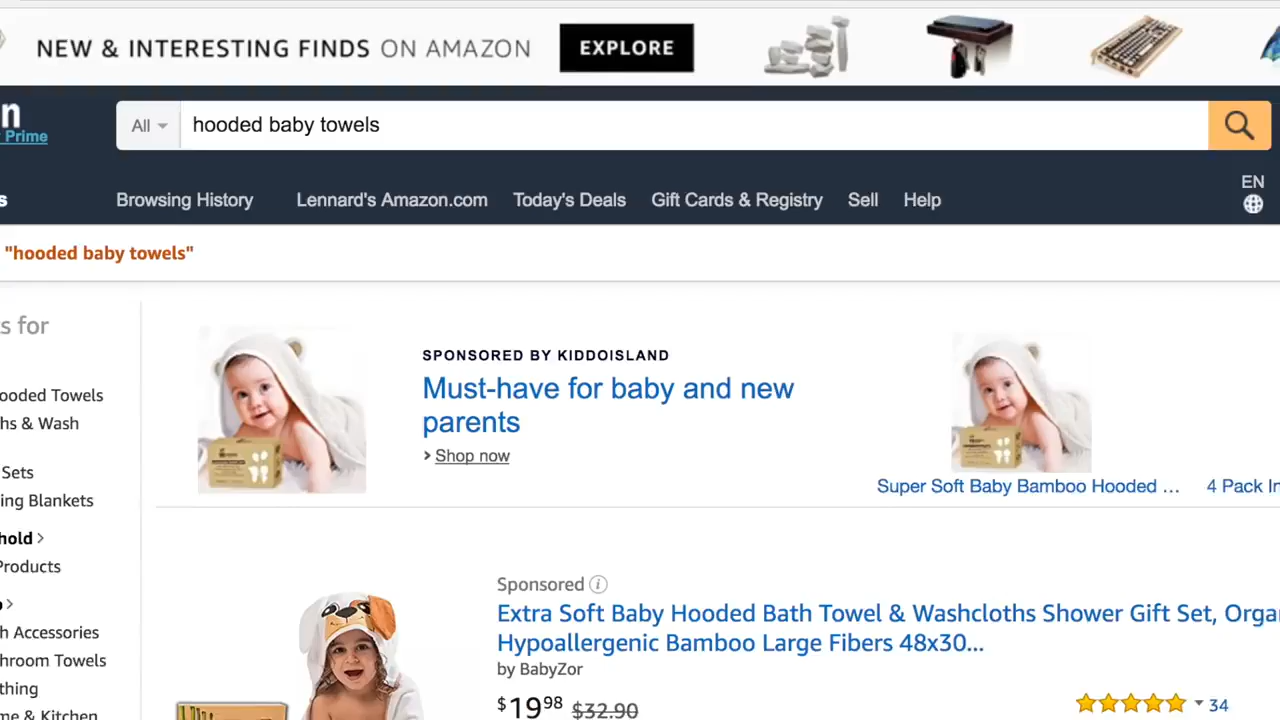 NEW & INTERESTING FINDS ON AMAZON EXPLORE
n
Prime
All hooded baby towels
s Browsing History Lennard's Amazon.com Today's Deals Gift Cards & Registry Sell Help EN
"hooded baby towels"
s for
SPONSORED BY KIDDOISLAND
Must-have for baby and new
parents
Shop now
ooded Towels
hs & Wash
Sets
ing Blankets
hold
Products
h Accessories
hroom Towels
thing
me & Kitchen
Super Soft Baby Bamboo Hooded ... 4 Pack In
Sponsored
Extra Soft Baby Hooded Bath Towel & Washcloths Shower Gift Set, Orga
Hypoallergenic Bamboo Large Fibers 48x30...
by BabyZor
$19 98 $32.90 34